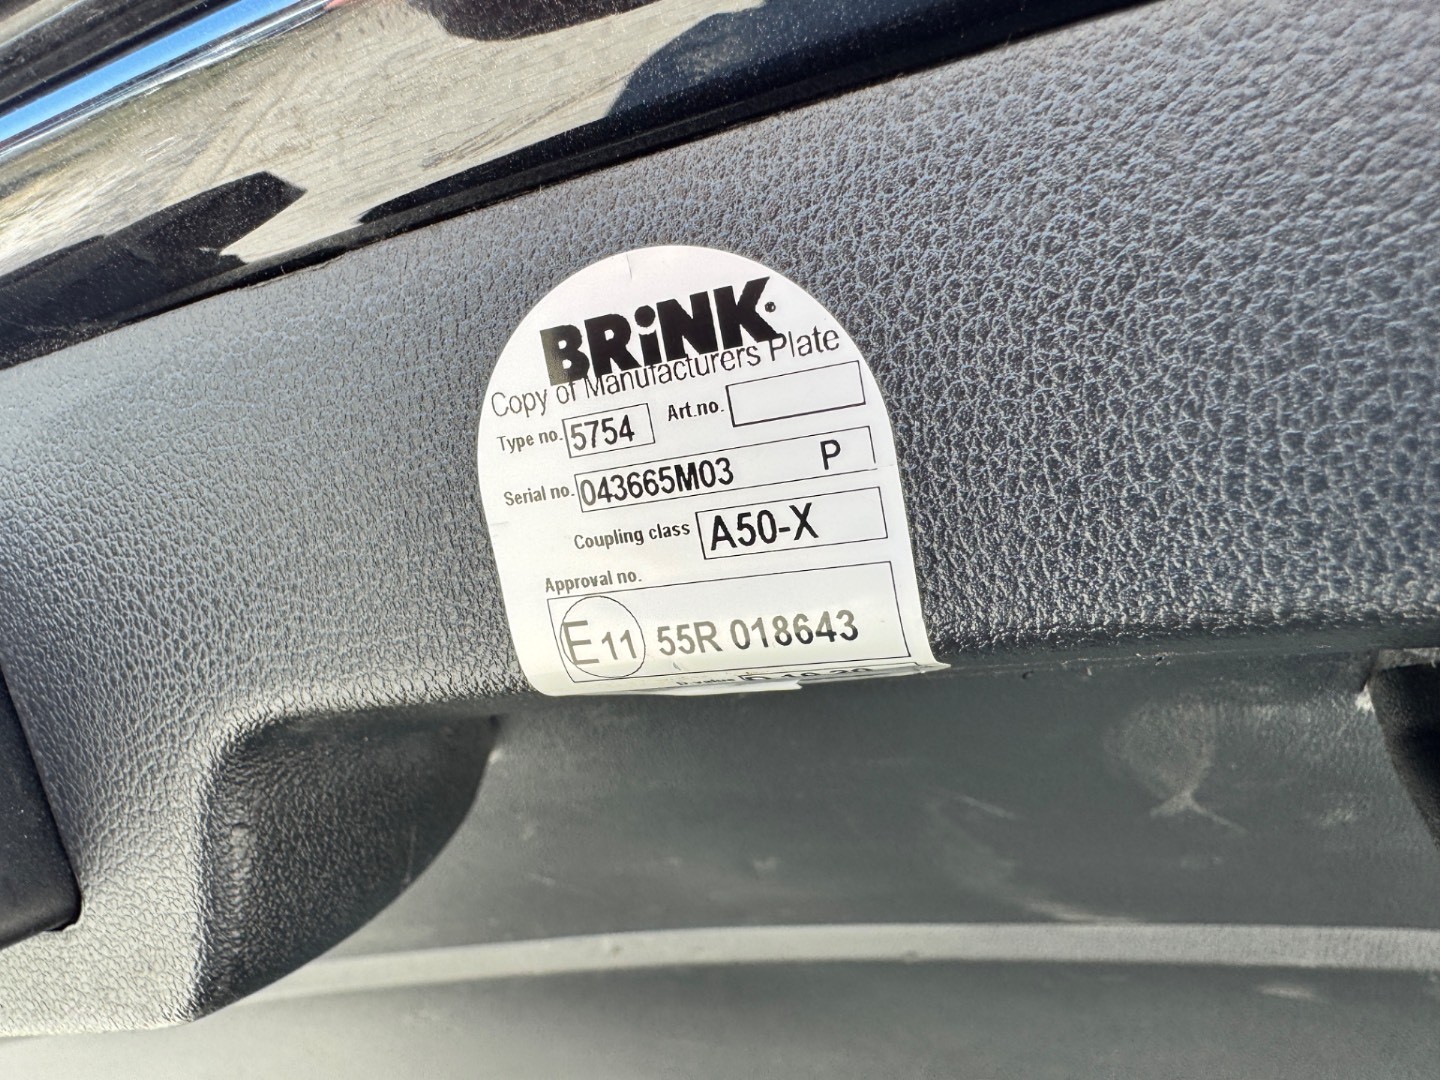 BRiNK
Copy of Manufacturers Plate
Type no. 5754 Art.no.
Serial no. 043665M03 P
Coupling class A50-X
Approval no.
E11 55R 018643